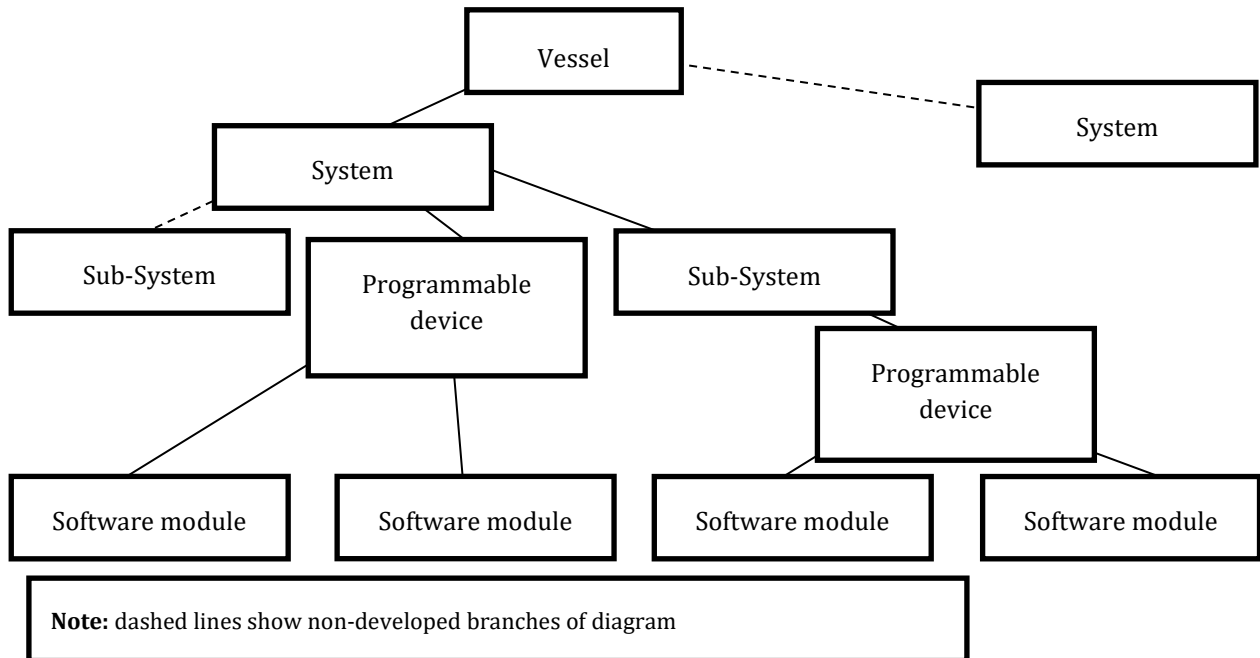 Vessel
System
System
Sub-System
Programmable
device
Sub-System
Programmable
device
Software module
Software module
Software module
Software module
Note: dashed lines show non-developed branches of diagram